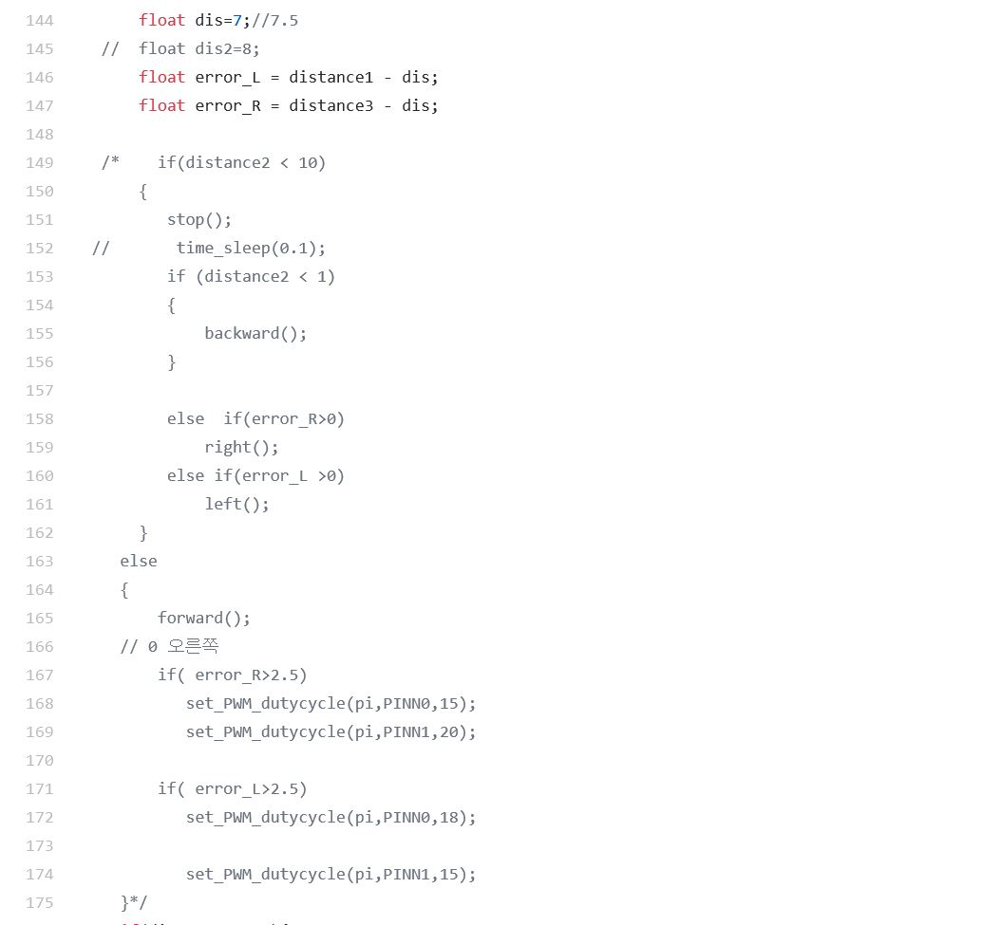 144 float dis=7;//7.5
145 // float dis2=8;
146 float error_L = distance1 - dis;
147 float error_R = distance3 - dis;
148
149 /* if(distance2 < 10)
150 {
151 stop();
152 // time_sleep(0.1);
153 if (distance2 < 1)
154 {
155 backward();
156 }
157
158 else if(error_R>0)
159 right();
160 else if(error_L >0)
161 left();
162 }
163 else
164 {
165 forward();
166 // 0 오른쪽
167 if( error_R>2.5)
168 set_PWM_dutycycle(pi,PINN0,15);
169 set_PWM_dutycycle(pi,PINN1,20);
170
171 if( error_L>2.5)
172 set_PWM_dutycycle(pi,PINN0,18);
173
174 set_PWM_dutycycle(pi,PINN1,15);
175 }*/